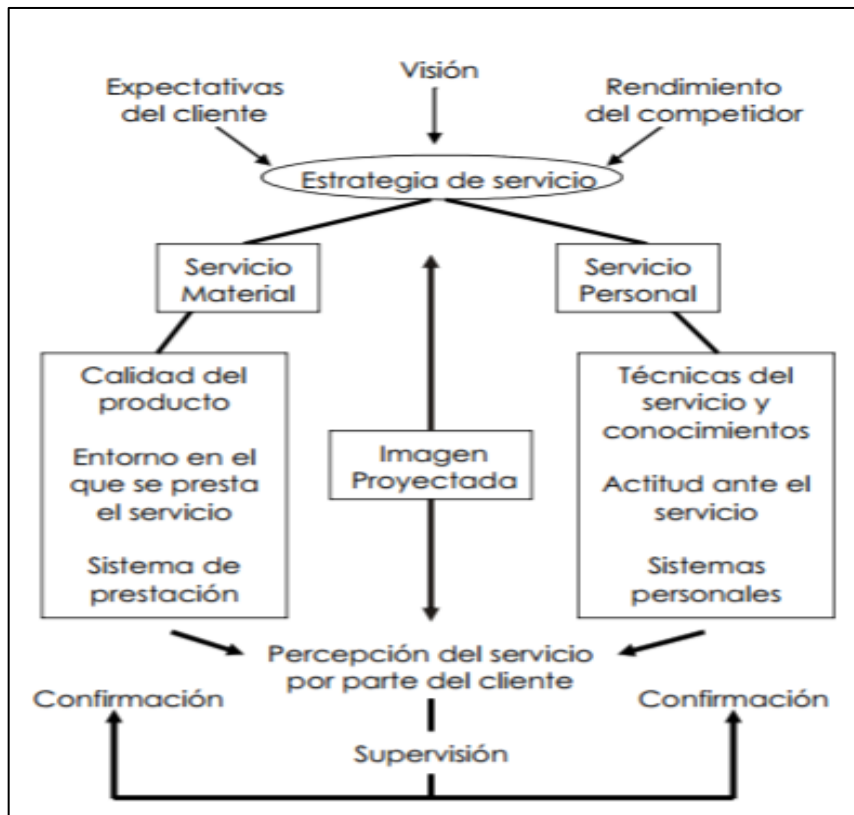 Visión
Expectativas
del cliente
Rendimiento
del competidor
Estrategia de servicio
Servicio
Material
Servicio
Personal
Calidad del
producto
Entorno en el
que se presta
el servicio
Sistema de
prestación
Imagen
Proyectada
Técnicas del
servicio y
conocimientos
Actitud ante el
servicio
Sistemas
personales
Percepción del servicio
por parte del cliente
Confirmación
Confirmación
Supervisión